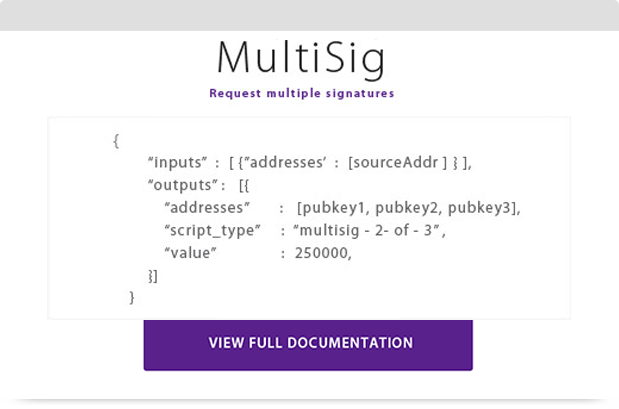 MultiSig
Request multiple signatures
{
“inputs” : [ {”addresses’ : [sourceAddr ] } ],
“outputs” : [{
“addresses” : [pubkey1, pubkey2, pubkey3],
“script_type” : “multisig - 2- of - 3” ,
“value” : 250000,
}]
}
VIEW FULL DOCUMENTATION